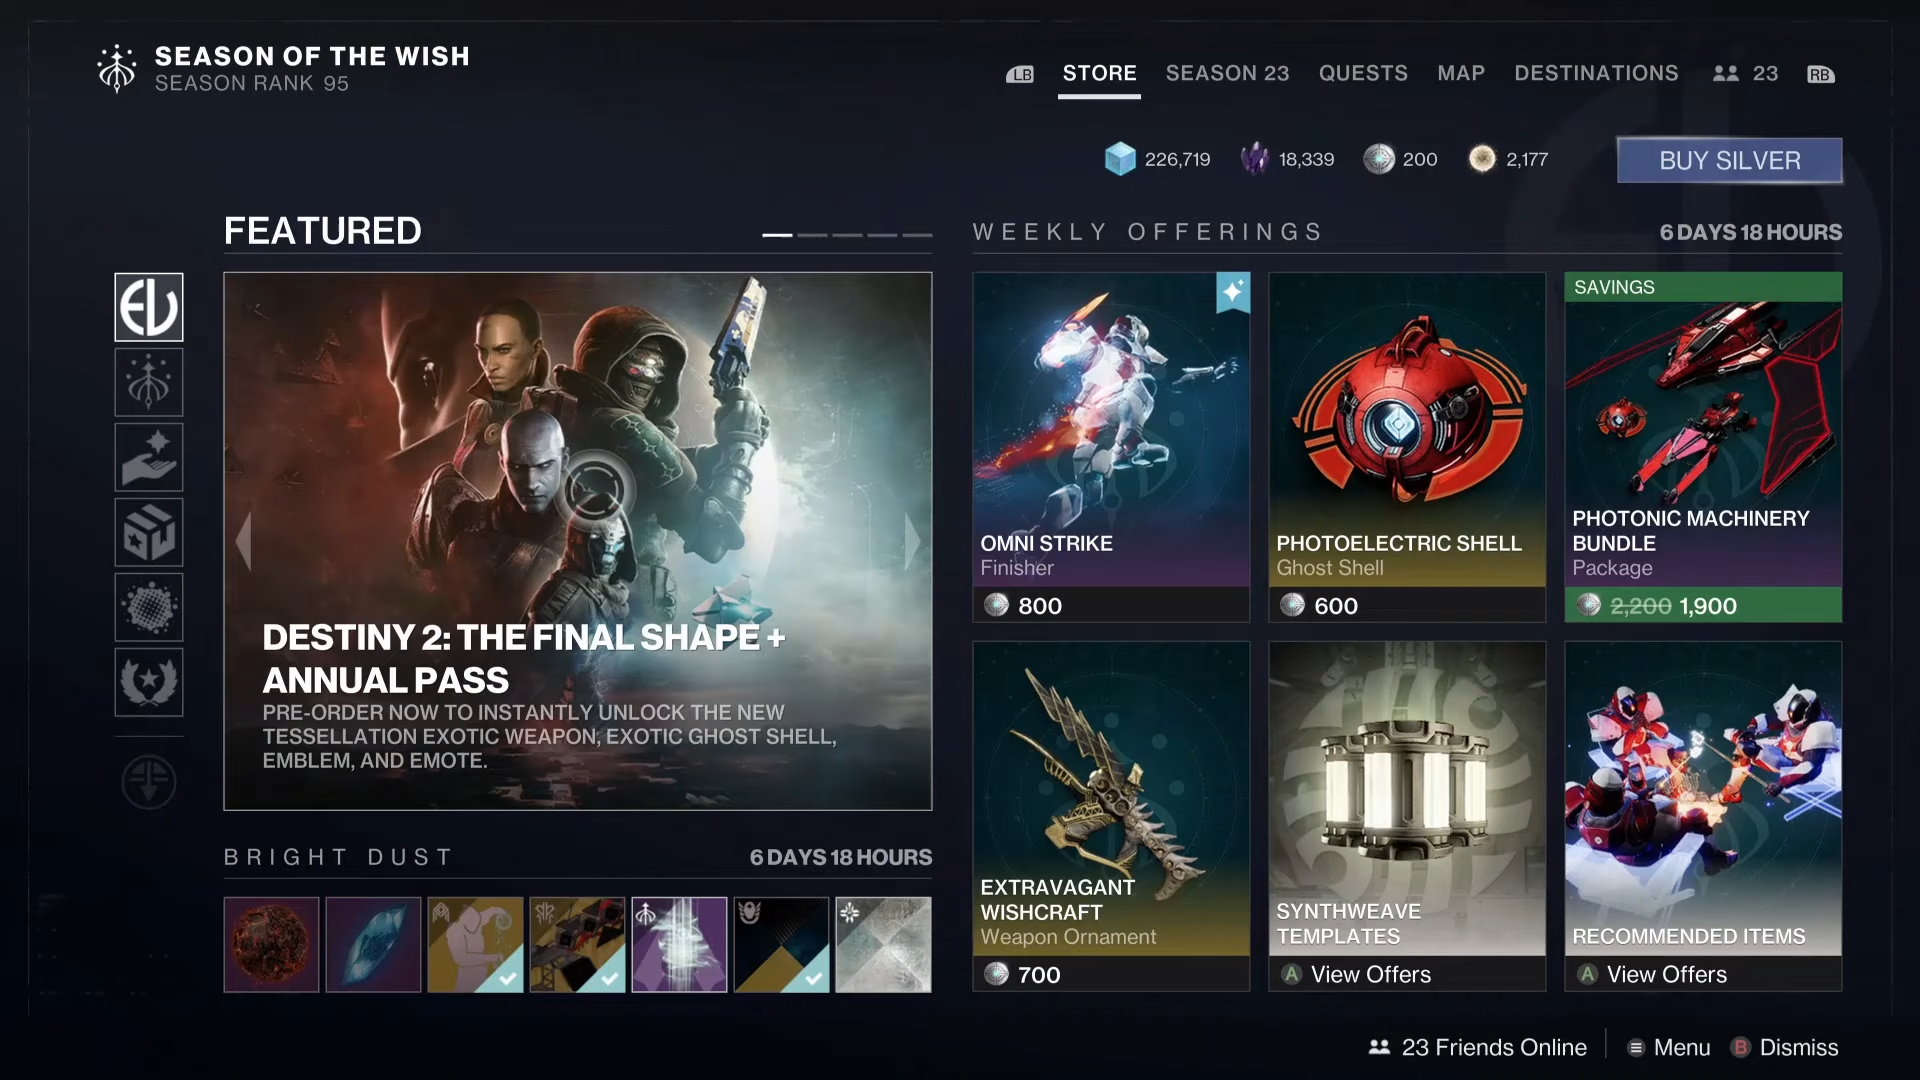 SEASON OF THE WISH
SEASON RANK 95
LB
STORE
SEASON 23
QUESTS
MAP
DESTINATIONS
23
RB
226,719
18,339
200
2,177
BUY SILVER
FEATURED
DESTINY 2: THE FINAL SHAPE +
ANNUAL PASS
PRE-ORDER NOW TO INSTANTLY UNLOCK THE NEW
TESSELLATION EXOTIC WEAPON, EXOTIC GHOST SHELL,
EMBLEM, AND EMOTE.
BRIGHT DUST
6 DAYS 18 HOURS
WEEKLY OFFERINGS
6 DAYS 18 HOURS
OMNI STRIKE
Finisher
800
PHOTOELECTRIC SHELL
Ghost Shell
600
SAVINGS
PHOTONIC MACHINERY
BUNDLE
Package
2,200 1,900
EXTRAVAGANT
WISHCRAFT
Weapon Ornament
700
SYNTHWEAVE
TEMPLATES
A View Offers
RECOMMENDED ITEMS
A View Offers
23 Friends Online
Menu
B Dismiss